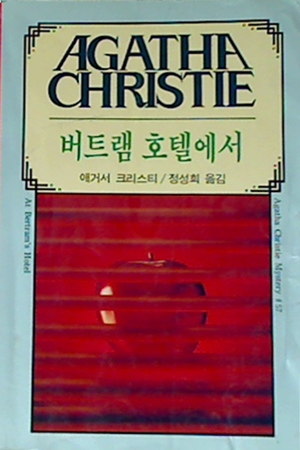 AGATHA
CHRISTIE
버트램 호텔에서
애거서 크리스티 / 정성희 옮김
At Bertram's Hotel
Agatha Christie Mystery #57